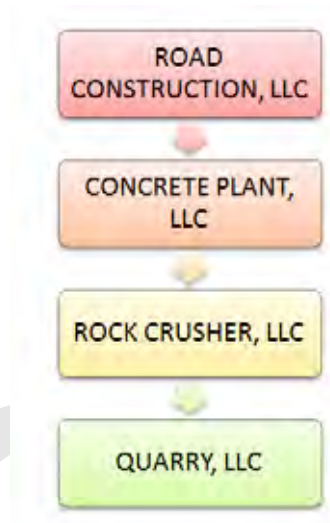 ROAD
CONSTRUCTION, LLC
CONCRETE PLANT,
LLC
ROCK CRUSHER, LLC
QUARRY, LLC